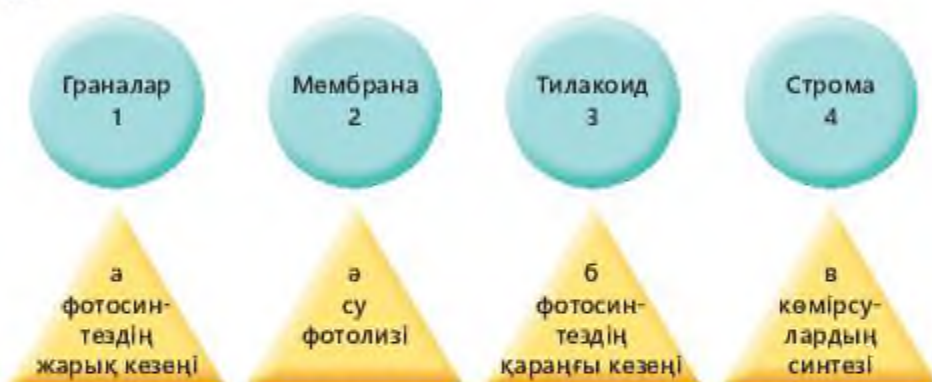 Граналар
1
Мембрана
2
Тилакоид
3
Строма
4
а
фотосин-
тездің
жарық кезеңі
ә
су
фотолизі
б
фотосин-
тездің
қараңғы кезеңі
в
көмірсу-
лардың
синтезі